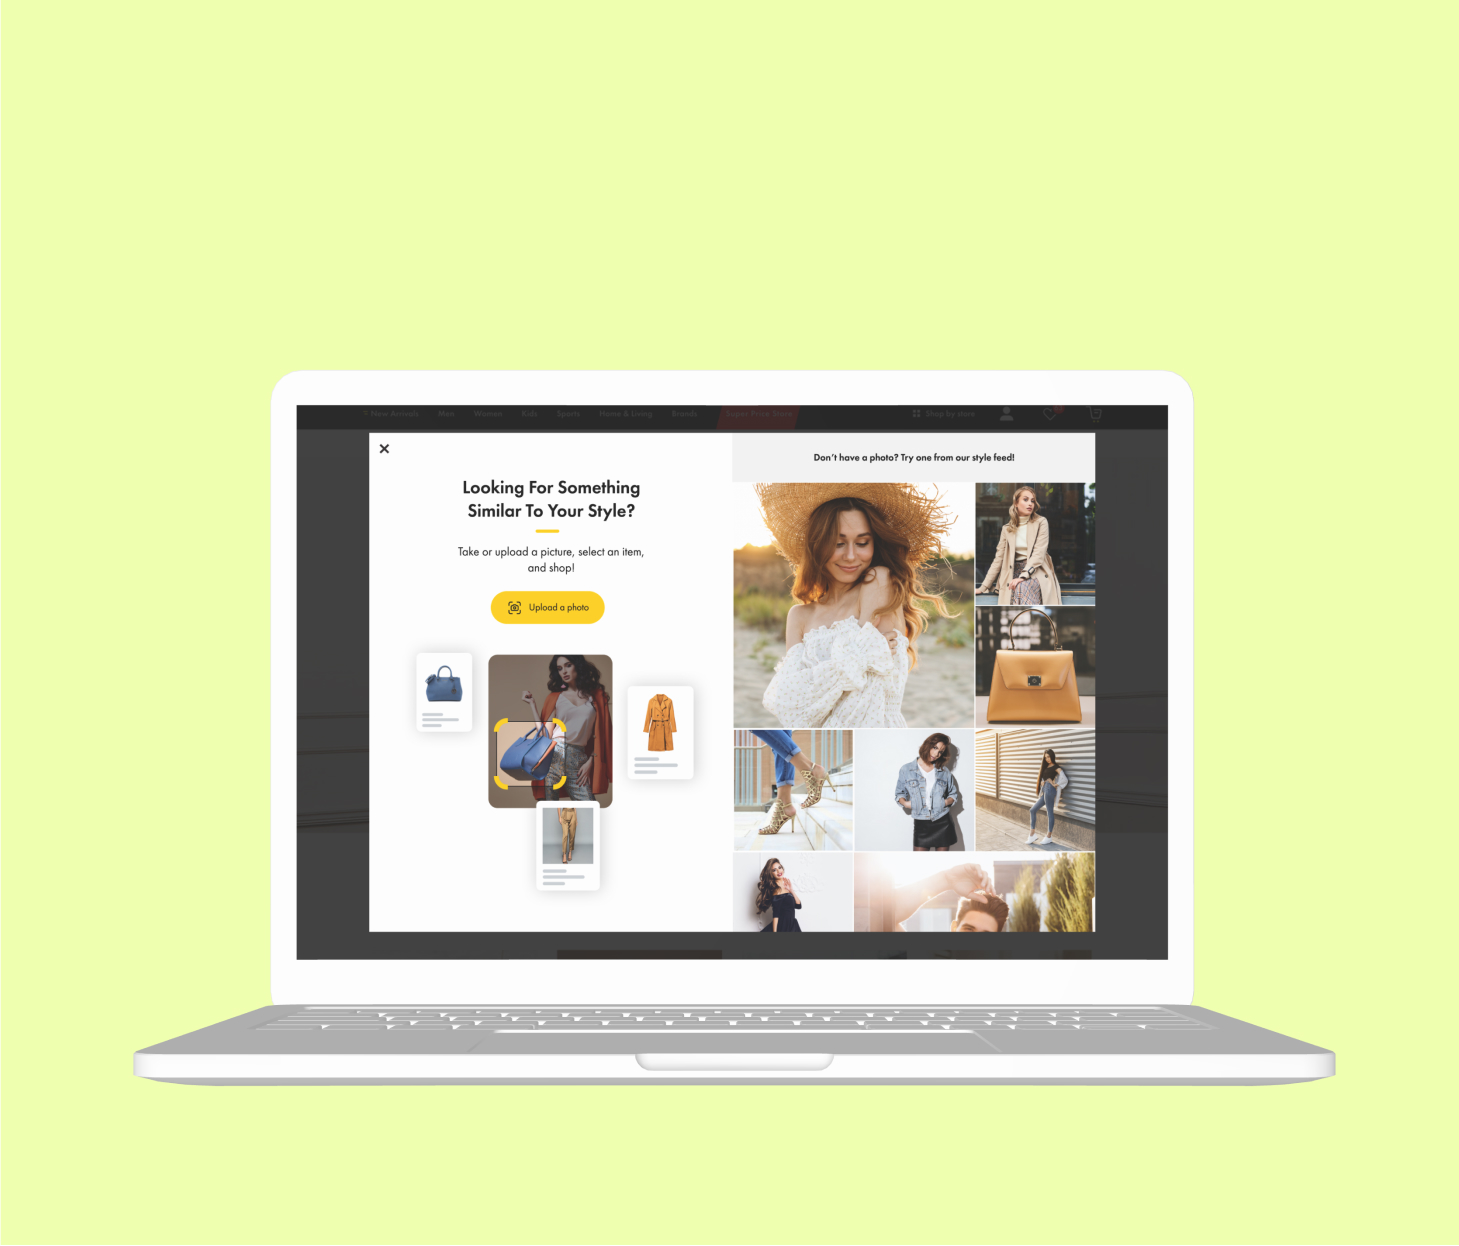 New Arrivals Men Women Kids Sports Home & Living Brands Super Price Store Shop by store
Looking For Something
Similar To Your Style?
Take or upload a picture, select an item,
and shop!
Upload a photo
Don't have a photo? Try one from our style feed!